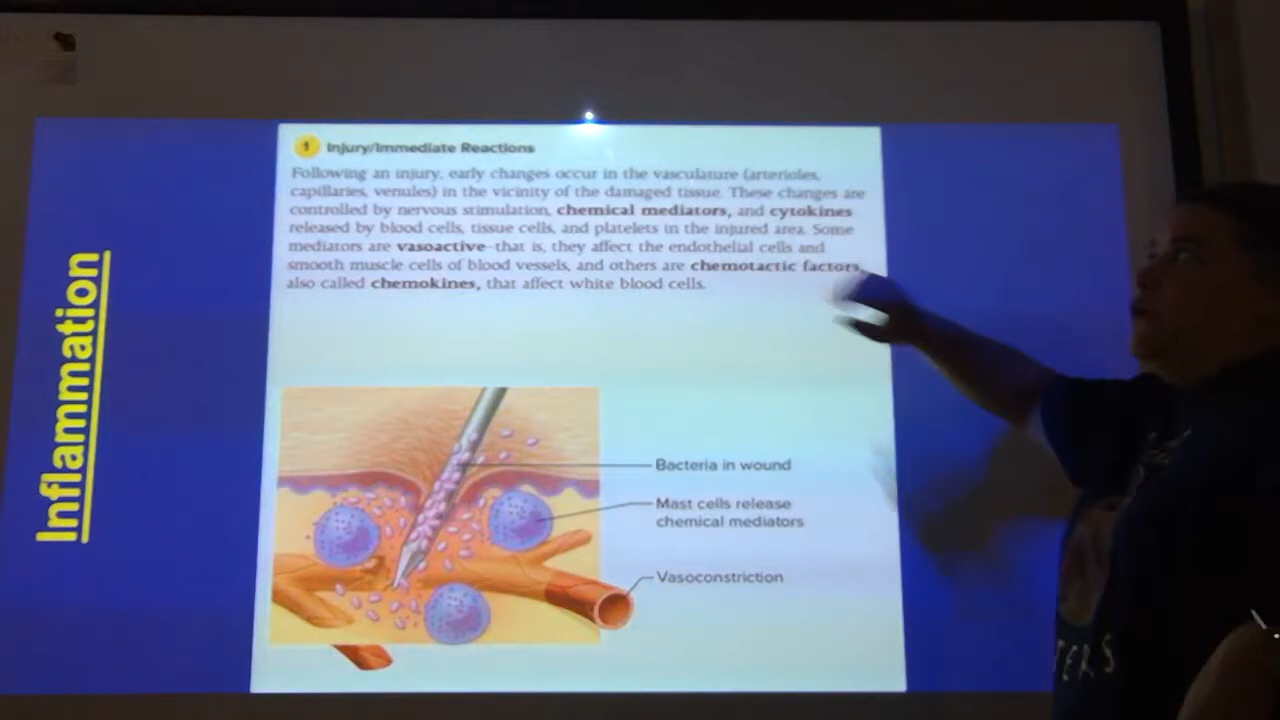 Inflammation
1 Injury/Immediate Reactions
Following an injury, early changes occur in the vasculature (arterioles,
capillaries, venules) in the vicinity of the damaged tissue. These changes are
controlled by nervous stimulation, chemical mediators, and cytokines
released by blood cells, tissue cells, and platelets in the injured area. Some
mediators are vasoactive—that is, they affect the endothelial cells and
smooth muscle cells of blood vessels, and others are chemotactic factors,
also called chemokines, that affect white blood cells.
Bacteria in wound
Mast cells release
chemical mediators
Vasoconstriction